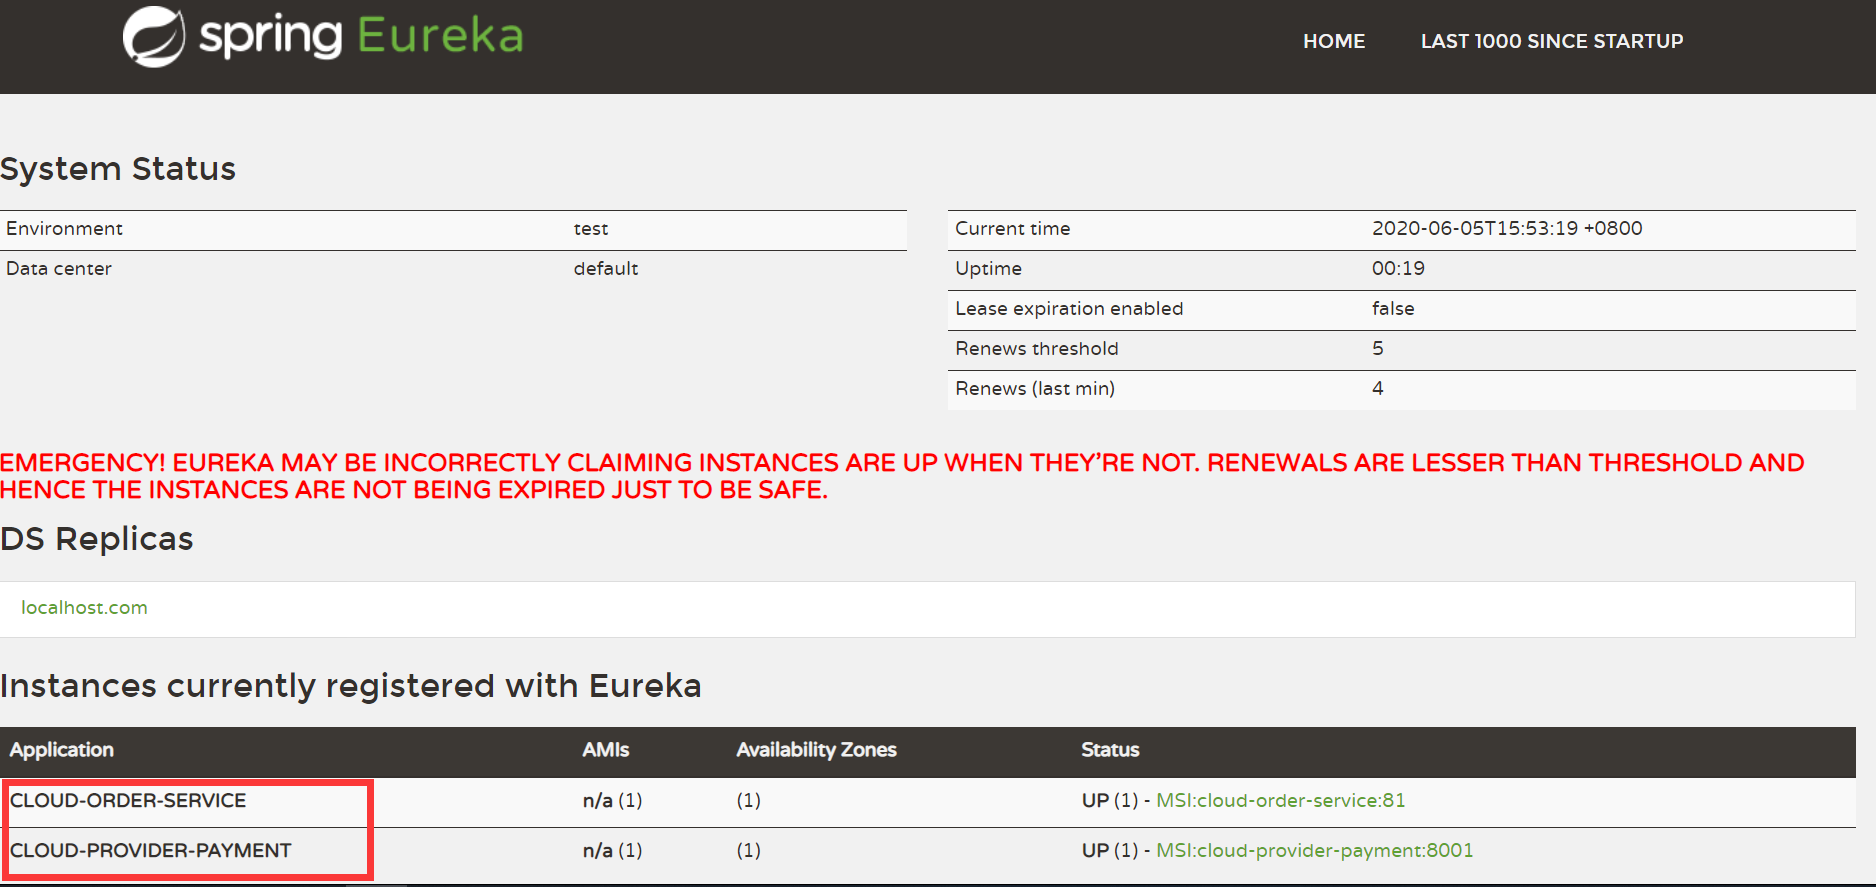 spring Eureka
HOME LAST 1000 SINCE STARTUP
System Status
Environment test
Data center default
Current time 2020-06-05T15:53:19 +0800
Uptime 00:19
Lease expiration enabled false
Renews threshold 5
Renews (last min) 4
EMERGENCY! EUREKA MAY BE INCORRECTLY CLAIMING INSTANCES ARE UP WHEN THEY’RE NOT. RENEWALS ARE LESSER THAN THRESHOLD AND
HENCE THE INSTANCES ARE NOT BEING EXPIRED JUST TO BE SAFE.
DS Replicas
localhost.com
Instances currently registered with Eureka
Application AMIs Availability Zones Status
CLOUD-ORDER-SERVICE n/a (1) (1) UP (1) - MSI:cloud-order-service:81
CLOUD-PROVIDER-PAYMENT n/a (1) (1) UP (1) - MSI:cloud-provider-payment:8001